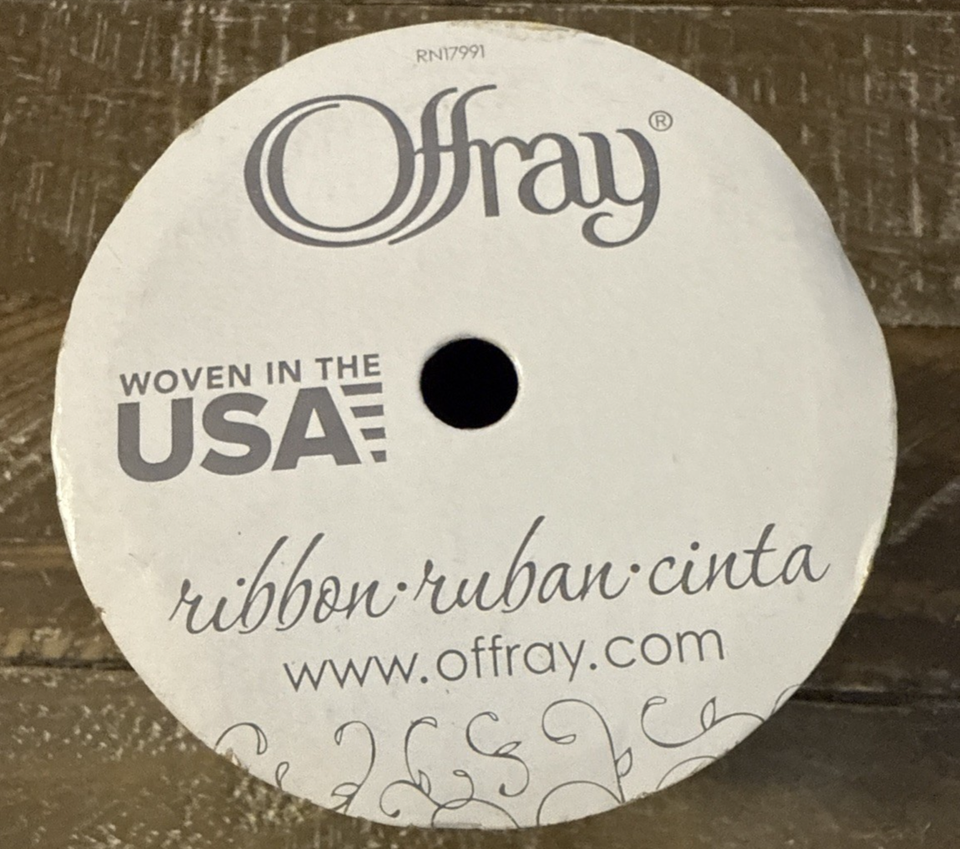 RN17991
Offray®
WOVEN IN THE
USA
ribbon·ruban·cinta
www.offray.com